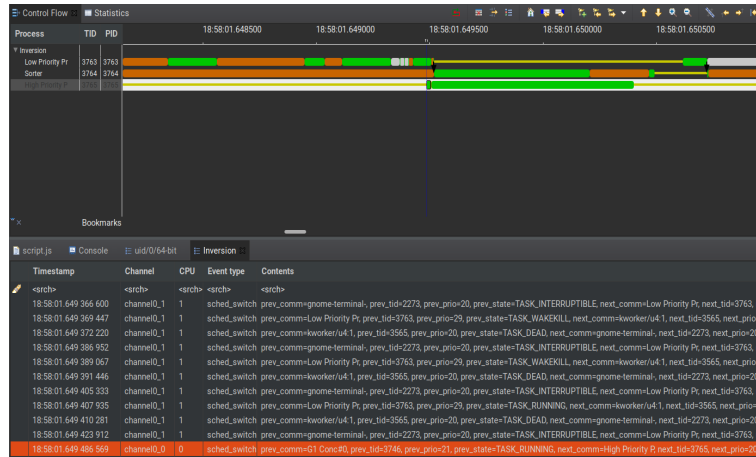 Control Flow Statistics
Process TID PID 18:58:01.648500 18:58:01.649000 18:58:01.649500 18:58:01.650000 18:58:01.650500
Inversion
Low Priority Pr 3763 3763
Sorter 3764 3764
High Priority P 3765 3765
Bookmarks
script.js Console uid/0/64-bit Inversion
Timestamp Channel CPU Event type Contents
<srch> <srch> <srch> <srch> <srch>
18:58:01.649 366 600 channel0_1 1 sched_switch prev_comm=gnome-terminal-, prev_tid=2273, prev_prio=20, prev_state=TASK_INTERRUPTIBLE, next_comm=Low Priority Pr, next_tid=3763,
18:58:01.649 369 447 channel0_1 1 sched_switch prev_comm=Low Priority Pr, prev_tid=3763, prev_prio=29, prev_state=TASK_WAKEKILL, next_comm=kworker/u4:1, next_tid=3565, next_prio
18:58:01.649 372 220 channel0_1 1 sched_switch prev_comm=kworker/u4:1, prev_tid=3565, prev_prio=20, prev_state=TASK_DEAD, next_comm=gnome-terminal-, next_tid=2273, next_prio=2
18:58:01.649 386 952 channel0_1 1 sched_switch prev_comm=gnome-terminal-, prev_tid=2273, prev_prio=20, prev_state=TASK_INTERRUPTIBLE, next_comm=Low Priority Pr, next_tid=3763,
18:58:01.649 389 067 channel0_1 1 sched_switch prev_comm=Low Priority Pr, prev_tid=3763, prev_prio=29, prev_state=TASK_WAKEKILL, next_comm=kworker/u4:1, next_tid=3565, next_prio
18:58:01.649 391 446 channel0_1 1 sched_switch prev_comm=kworker/u4:1, prev_tid=3565, prev_prio=20, prev_state=TASK_DEAD, next_comm=gnome-terminal-, next_tid=2273, next_prio=20
18:58:01.649 405 333 channel0_1 1 sched_switch prev_comm=gnome-terminal-, prev_tid=2273, prev_prio=20, prev_state=TASK_INTERRUPTIBLE, next_comm=Low Priority Pr, next_tid=3763,
18:58:01.649 407 935 channel0_1 1 sched_switch prev_comm=Low Priority Pr, prev_tid=3763, prev_prio=29, prev_state=TASK_RUNNING, next_comm=kworker/u4:1, next_tid=3565, next_prio=
18:58:01.649 410 281 channel0_1 1 sched_switch prev_comm=kworker/u4:1, prev_tid=3565, prev_prio=20, prev_state=TASK_DEAD, next_comm=gnome-terminal-, next_tid=2273, next_prio=2
18:58:01.649 423 912 channel0_1 1 sched_switch prev_comm=gnome-terminal-, prev_tid=2273, prev_prio=20, prev_state=TASK_INTERRUPTIBLE, next_comm=Low Priority Pr, next_tid=3763,
18:58:01.649 486 569 channel0_0 0 sched_switch prev_comm=G1 Conc#0, prev_tid=3746, prev_prio=21, prev_state=TASK_RUNNING, next_comm=High Priority P, next_tid=3765, next_prio=20